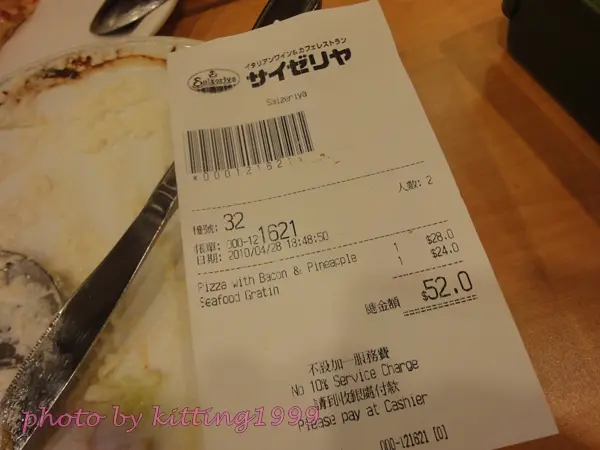 Saizeriya
イタリアンワイン&カフェレストラン
サイゼリヤ
Saizeriya
*000121621*
人數: 2
檯號: 32
帳單: 000-121621
日期: 2010/04/28 18:48:50
Pizza with Bacon & Pineapple 1 $28.0
Seafood Gratin 1 $24.0
總金額 $52.0
不設加一服務費
No 10% Service Charge
請到收銀處付款
Please pay at Cashier
000-121621 [0]
photo by kitting1999